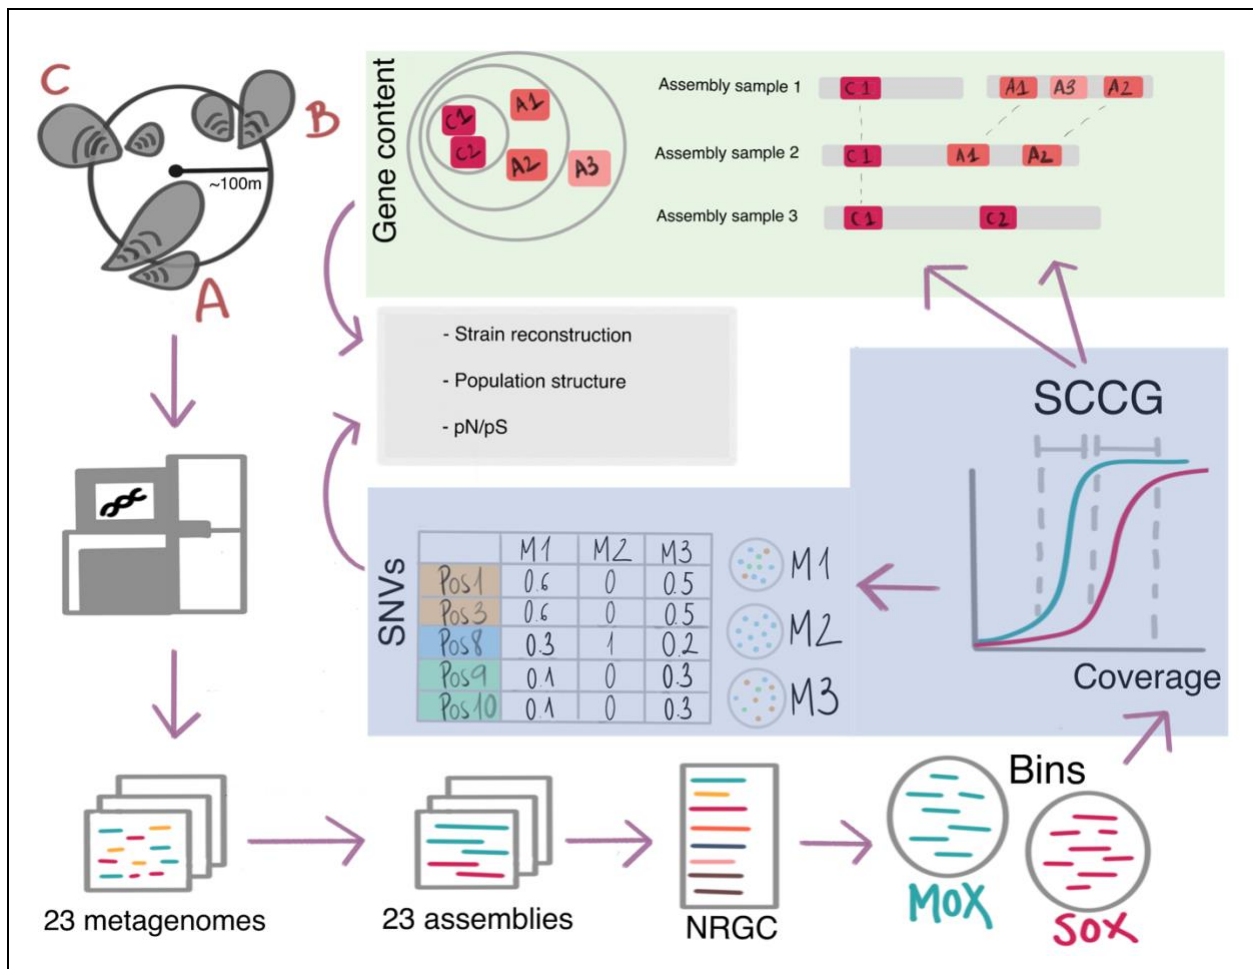 C
B
~100m
A
Gene content
C1
C2
A1
A2
A3
Assembly sample 1
C1
A1
A3
A2
Assembly sample 2
C1
A1
A2
Assembly sample 3
C1
C2
- Strain reconstruction
- Population structure
- pN/pS
SCCG
Coverage
SNVs
M1 M2 M3
Pos1 0.6 0 0.5
Pos3 0.6 0 0.5
Pos8 0.3 1 0.2
Pos9 0.1 0 0.3
Pos10 0.1 0 0.3
M1
M2
M3
23 metagenomes
23 assemblies
NRGC
Bins
MOX
SOX